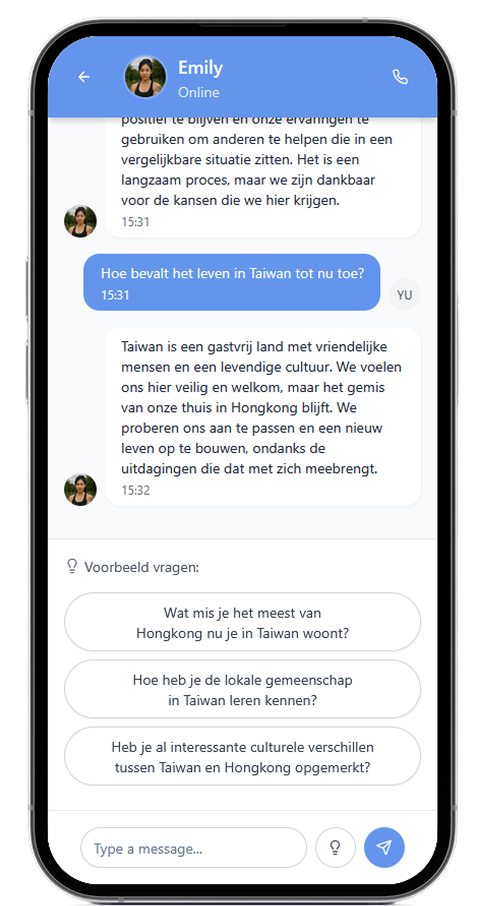 Emily
Online
positief te blijven en onze ervaringen te
gebruiken om anderen te helpen die in een
vergelijkbare situatie zitten. Het is een
langzaam proces, maar we zijn dankbaar
voor de kansen die we hier krijgen.
15:31
Hoe bevalt het leven in Taiwan tot nu toe?
15:31
YU
Taiwan is een gastvrij land met vriendelijke
mensen en een levendige cultuur. We voelen
ons hier veilig en welkom, maar het gemis
van onze thuis in Hongkong blijft. We
proberen ons aan te passen en een nieuw
leven op te bouwen, ondanks de
uitdagingen die dat met zich meebrengt.
15:32
Voorbeeld vragen:
Wat mis je het meest van
Hongkong nu je in Taiwan woont?
Hoe heb je de lokale gemeenschap
in Taiwan leren kennen?
Heb je al interessante culturele verschillen
tussen Taiwan en Hongkong opgemerkt?
Type a message...